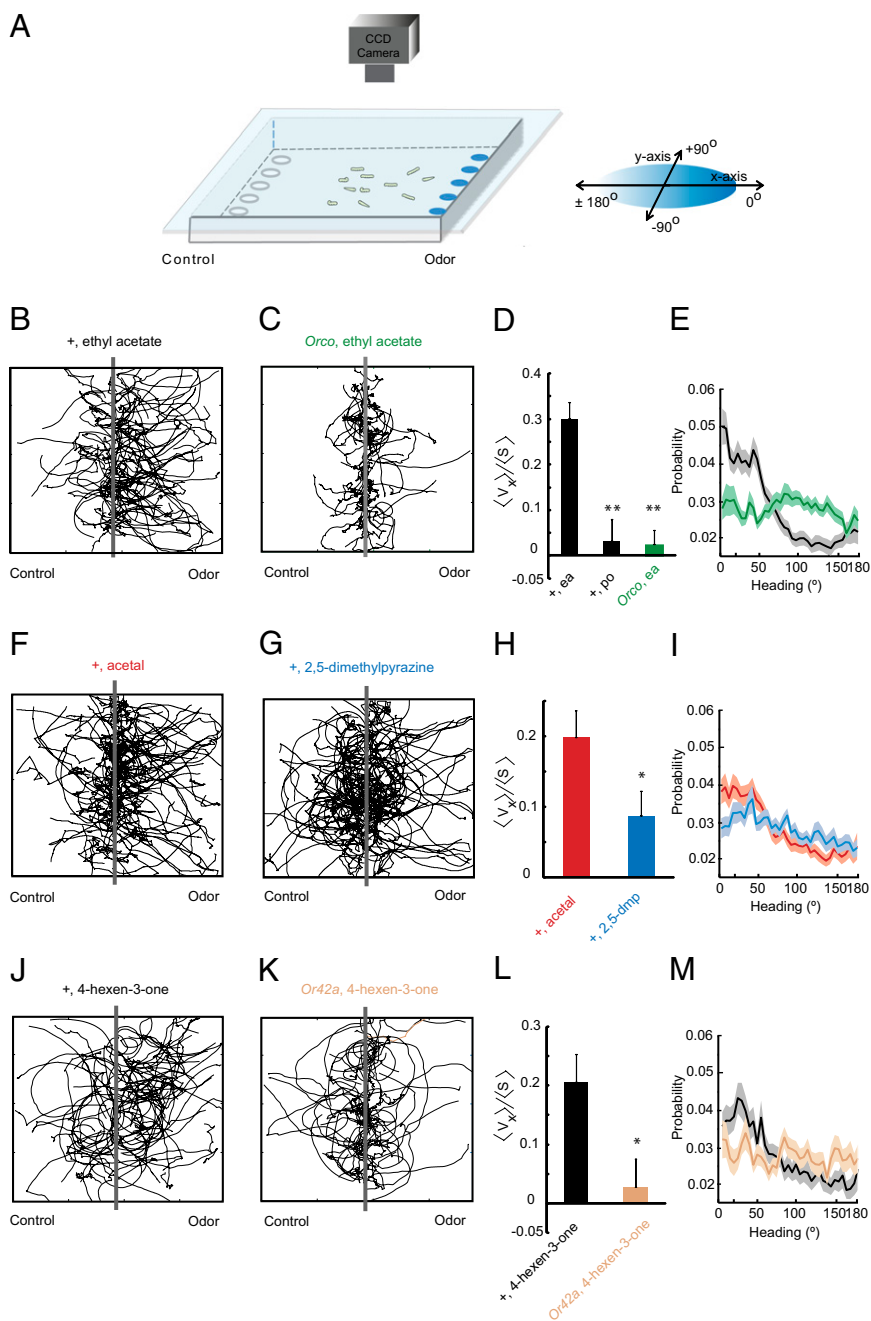 A
CCD
Camera
Control
Odor
y-axis
+90°
x-axis
± 180°
0°
-90°
B
+, ethyl acetate
Control
Odor
C
Orco, ethyl acetate
Control
Odor
D
⟨vx⟩/⟨s⟩
0.4
0.3
0.2
0.1
0
-0.05
**
**
+, ea
+, po
Orco, ea
E
Probability
0.06
0.05
0.04
0.03
0.02
0
50
100
150
180
Heading (º)
F
+, acetal
Control
Odor
G
+, 2,5-dimethylpyrazine
Control
Odor
H
⟨vx⟩/⟨s⟩
0.2
0.1
0
*
+, acetal
+, 2,5-dmp
I
Probability
0.06
0.05
0.04
0.03
0.02
0
50
100
150
180
Heading (º)
J
+, 4-hexen-3-one
Control
Odor
K
Or42a, 4-hexen-3-one
Control
Odor
L
⟨vx⟩/⟨s⟩
0.3
0.2
0.1
0
-0.05
*
+, 4-hexen-3-one
Or42a, 4-hexen-3-one
M
Probability
0.06
0.05
0.04
0.03
0.02
0
50
100
150
180
Heading (º)